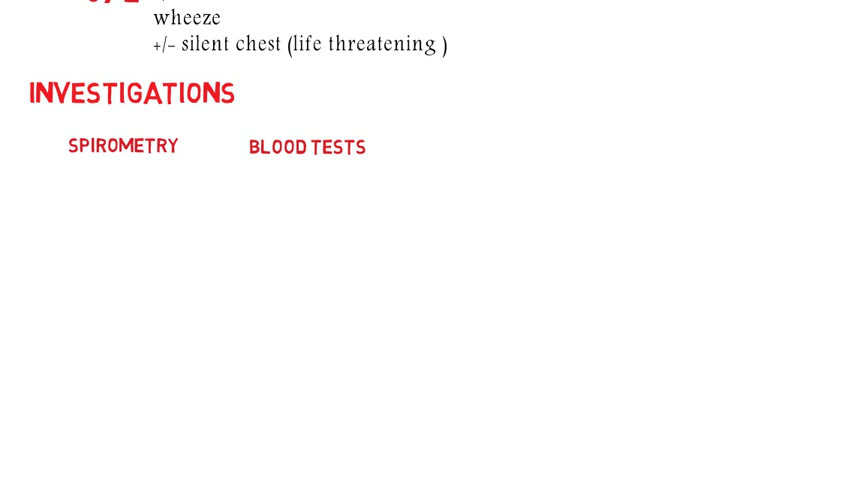 wheeze
+/- silent chest (life threatening )
INVESTIGATIONS
SPIROMETRY BLOOD TESTS